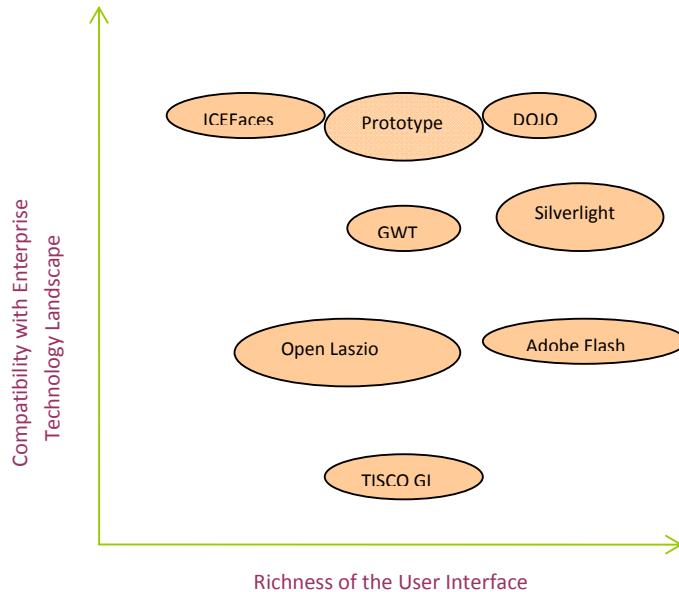 ICEFaces
Prototype
DOJO
Silverlight
GWT
Open Laszio
Adobe Flash
TISCO GI
Compatibility with Enterprise
Technology Landscape
Richness of the User Interface